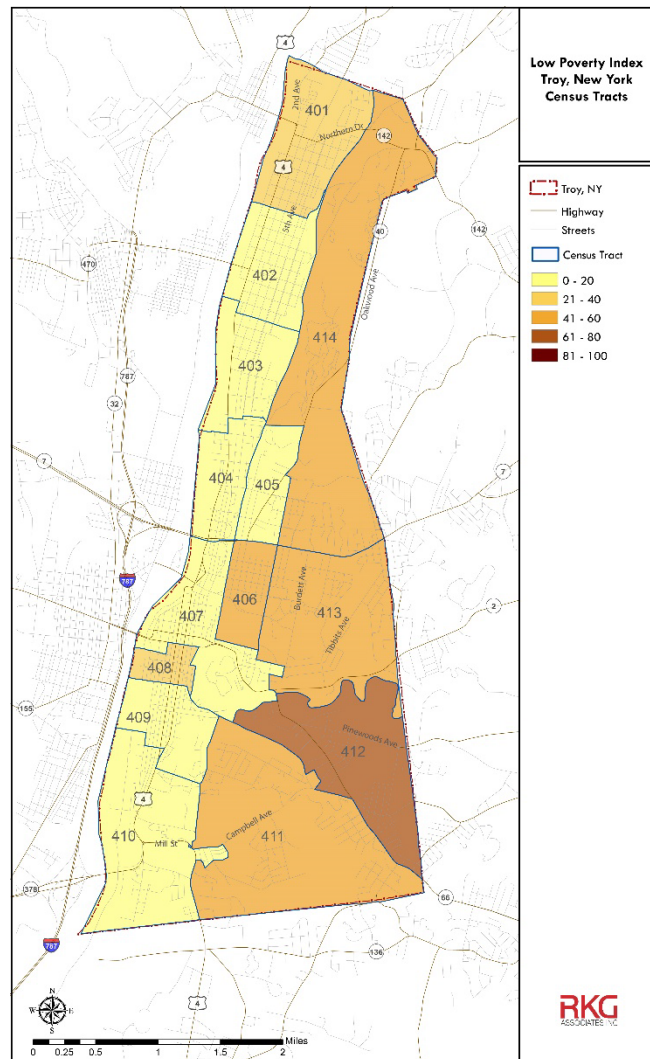 Low Poverty Index
Troy, New York
Census Tracts
Troy, NY
Highway
Streets
Census Tract
0 - 20
21 - 40
41 - 60
61 - 80
81 - 100
4
2nd Ave
401
Northern Dr
142
4
5th Ave
40
142
470
402
Oakwood Ave
414
403
787
32
7
404
405
7
787
406
Burdett Ave
413
2
407
Tibbits Ave
408
155
409
Pinewoods Ave
412
4
Campbell Ave
410
411
Mill St
378
66
787
136
4
N
W
E
S
Miles
0 0.25 0.5 1 1.5 2
RKG
ASSOCIATES INC